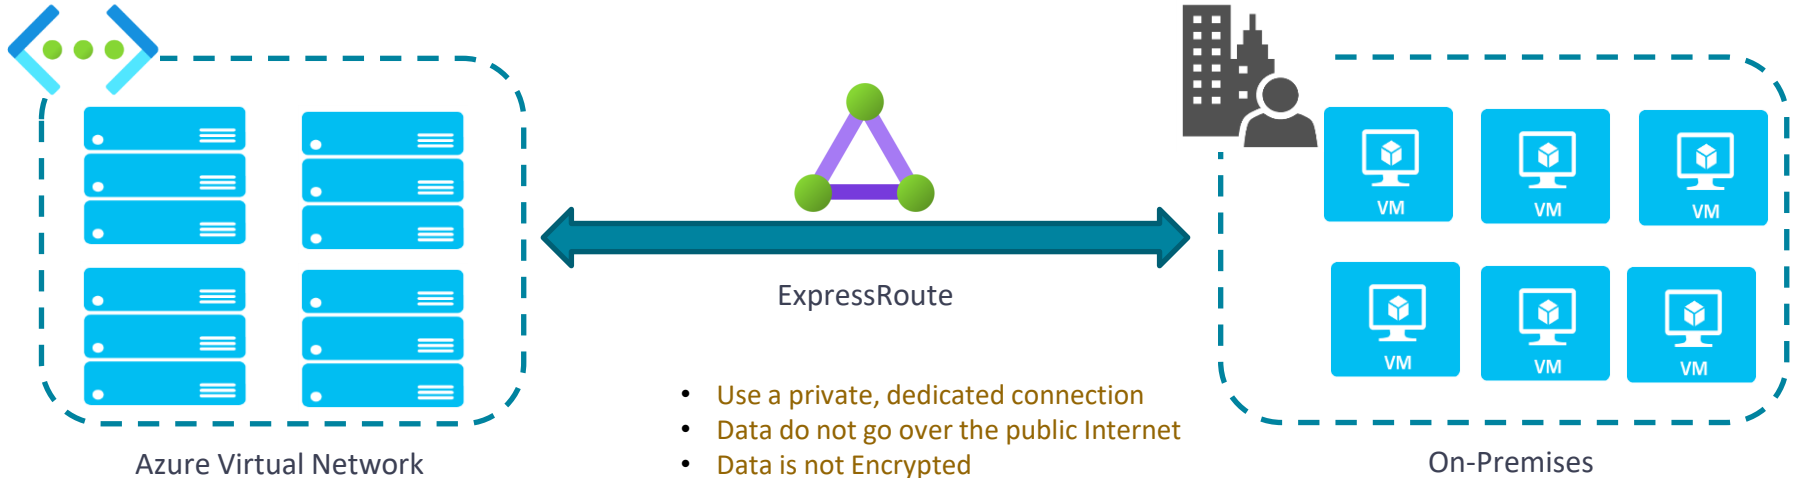 VM
VM
VM
VM
VM
VM
ExpressRoute
• Use a private, dedicated connection
• Data do not go over the public Internet
• Data is not Encrypted
Azure Virtual Network
On-Premises